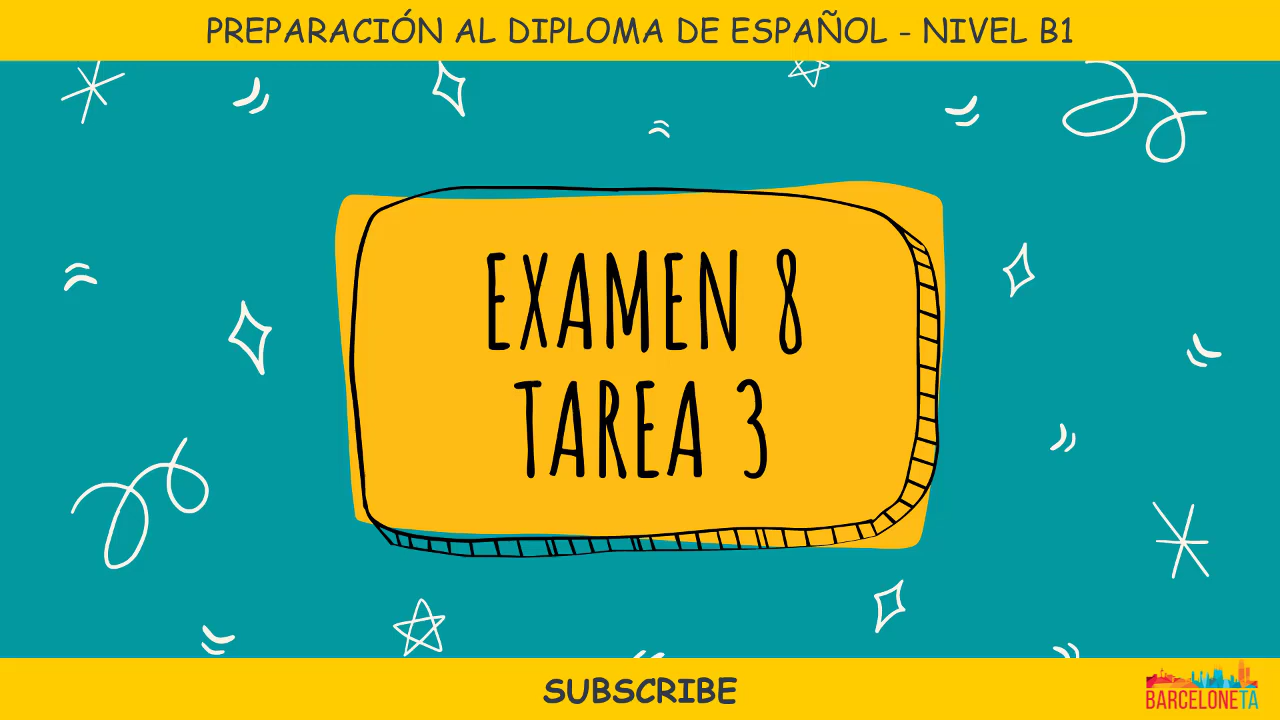 PREPARACIÓN AL DIPLOMA DE ESPAÑOL - NIVEL B1
EXAMEN 8
TAREA 3
SUBSCRIBE
BARCELONETA